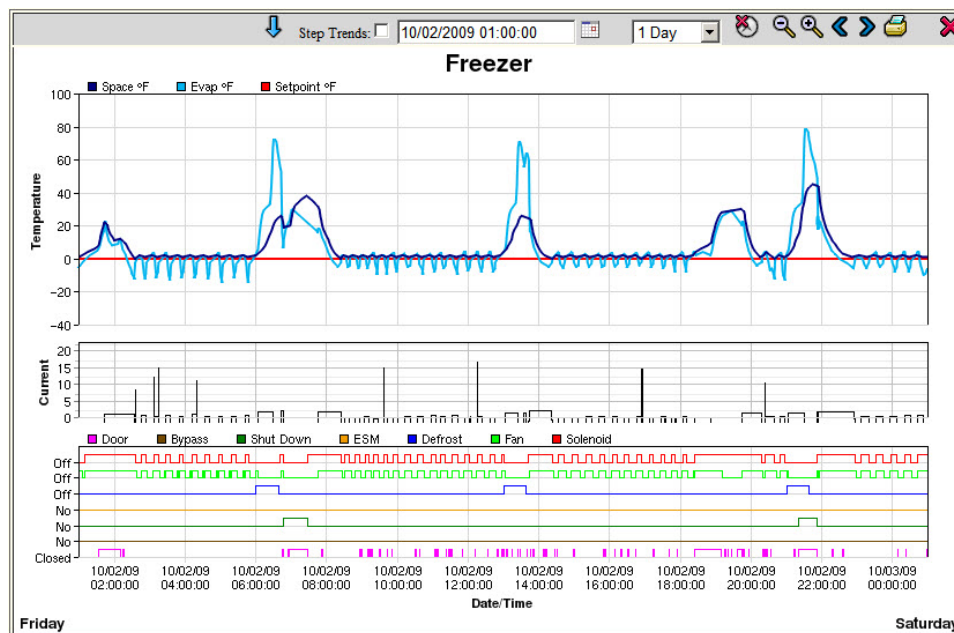 Step Trends: 10/02/2009 01:00:00 1 Day
Freezer
Space ºF Evap ºF Setpoint ºF
100
80
60
40
20
0
-20
-40
Temperature
20
15
10
5
0
Current
Door Bypass Shut Down ESM Defrost Fan Solenoid
Off
Off
Off
No
No
No
Closed
10/02/09 10/02/09 10/02/09 10/02/09 10/02/09 10/02/09 10/02/09 10/02/09 10/02/09 10/02/09 10/02/09 10/03/09
02:00:00 04:00:00 06:00:00 08:00:00 10:00:00 12:00:00 14:00:00 16:00:00 18:00:00 20:00:00 22:00:00 00:00:00
Date/Time
Friday Saturday